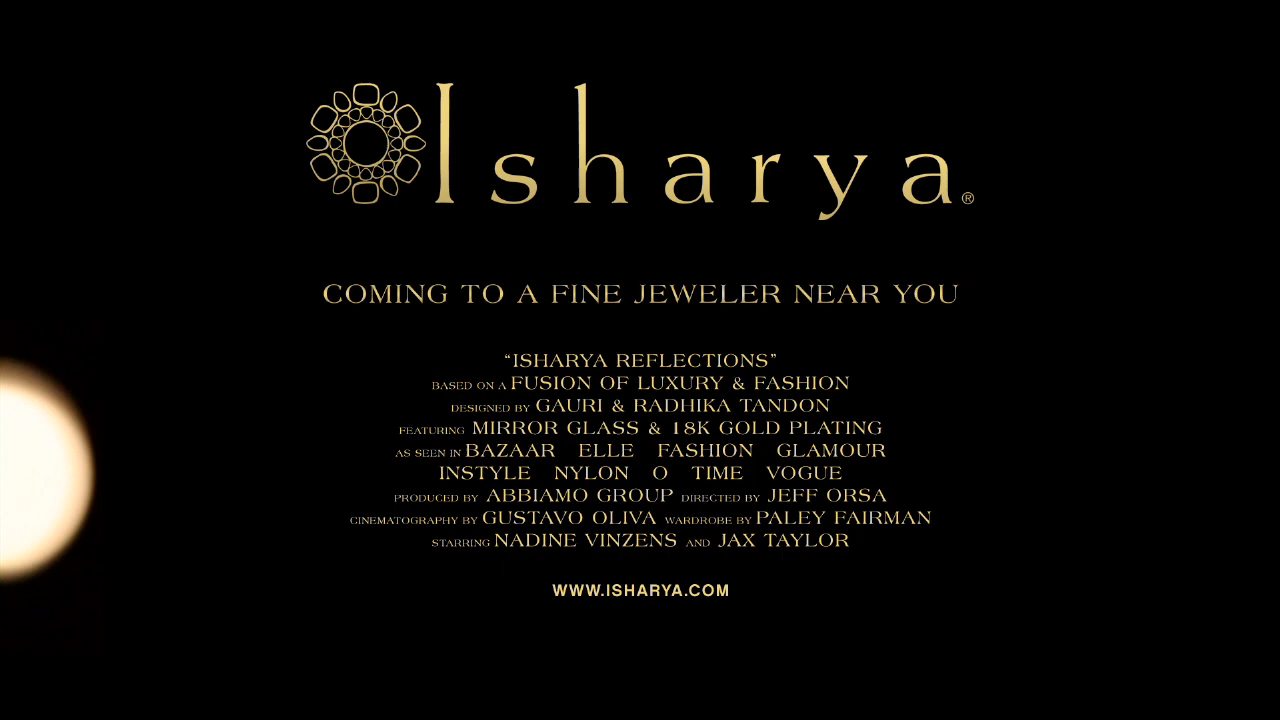 Isharya®
COMING TO A FINE JEWELER NEAR YOU
“ISHARYA REFLECTIONS”
BASED ON A FUSION OF LUXURY & FASHION
DESIGNED BY GAURI & RADHIKA TANDON
FEATURING MIRROR GLASS & 18K GOLD PLATING
AS SEEN IN BAZAAR ELLE FASHION GLAMOUR
INSTYLE NYLON O TIME VOGUE
PRODUCED BY ABBIAMO GROUP DIRECTED BY JEFF ORSA
CINEMATOGRAPHY BY GUSTAVO OLIVA WARDROBE BY PALEY FAIRMAN
STARRING NADINE VINZENS AND JAX TAYLOR
WWW.ISHARYA.COM